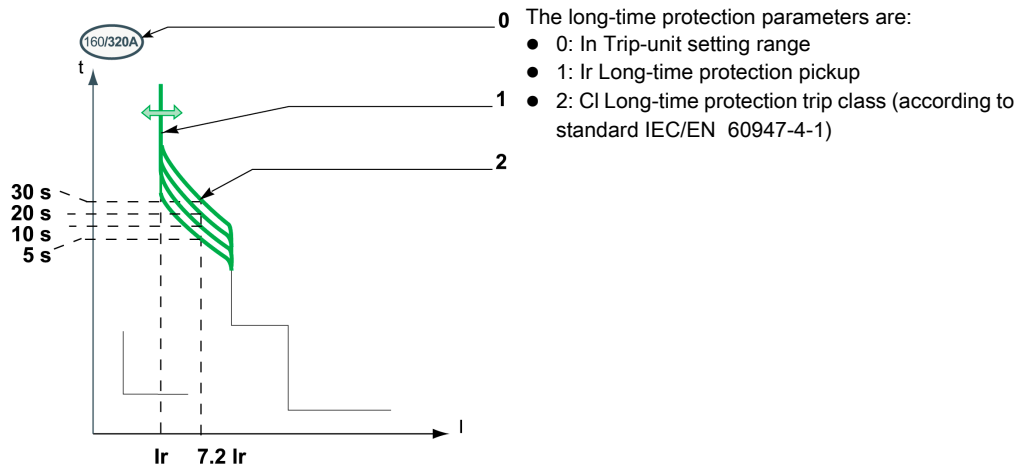 160/320A
t
0
1
2
30 s
20 s
10 s
5 s
I
Ir
7.2 Ir
The long-time protection parameters are:
● 0: In Trip-unit setting range
● 1: Ir Long-time protection pickup
● 2: Cl Long-time protection trip class (according to
standard IEC/EN 60947-4-1)